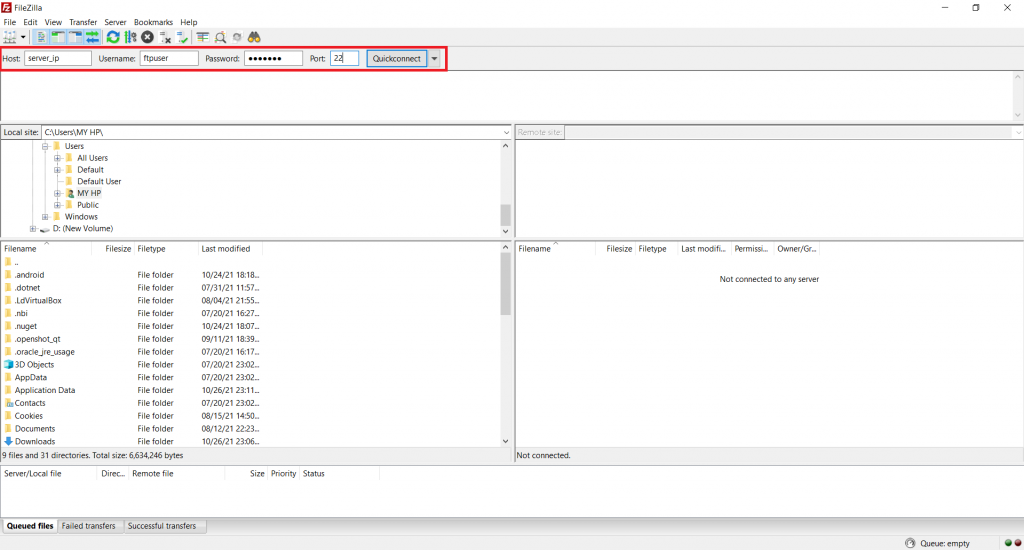 FileZilla
File Edit View Transfer Server Bookmarks Help
Host: server_ip Username: ftpuser Password: ●●●●●●● Port: 22 Quickconnect
Local site: C:\Users\MY HP\
Remote site:
Users
All Users
Default
Default User
MY HP
Public
Windows
D: (New Volume)
Filename Filesize Filetype Last modified
..
.android File folder 10/24/21 18:18...
.dotnet File folder 07/31/21 11:57...
.LdVirtualBox File folder 08/04/21 21:55...
.nbi File folder 07/20/21 16:27...
.nuget File folder 10/24/21 18:07...
.openshot_qt File folder 09/11/21 18:39...
.oracle_jre_usage File folder 07/20/21 16:17...
3D Objects File folder 07/20/21 23:02...
AppData File folder 07/20/21 23:02...
Application Data File folder 10/26/21 23:11...
Contacts File folder 07/20/21 23:02...
Cookies File folder 08/15/21 14:50...
Documents File folder 08/12/21 22:23...
Downloads File folder 10/26/21 23:06...
9 files and 31 directories. Total size: 6,634,246 bytes
Filename Filesize Filetype Last modifi... Permissi... Owner/Gr...
Not connected to any server
Not connected.
Server/Local file Direc... Remote file Size Priority Status
Queued files Failed transfers Successful transfers
Queue: empty